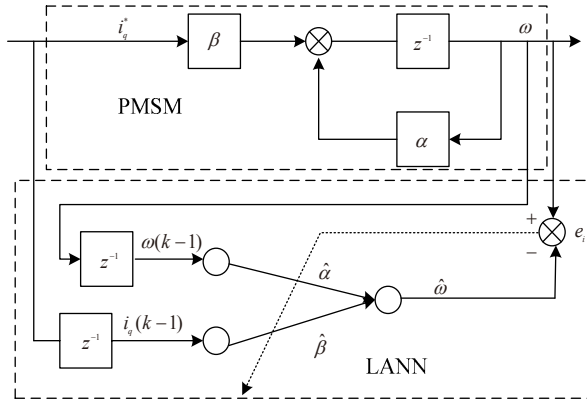 i_q^* β z⁻¹ ω
PMSM α
+
z⁻¹ ω(k−1) − e_i
α̂ ω̂
z⁻¹ i_q(k−1)
β̂ LANN